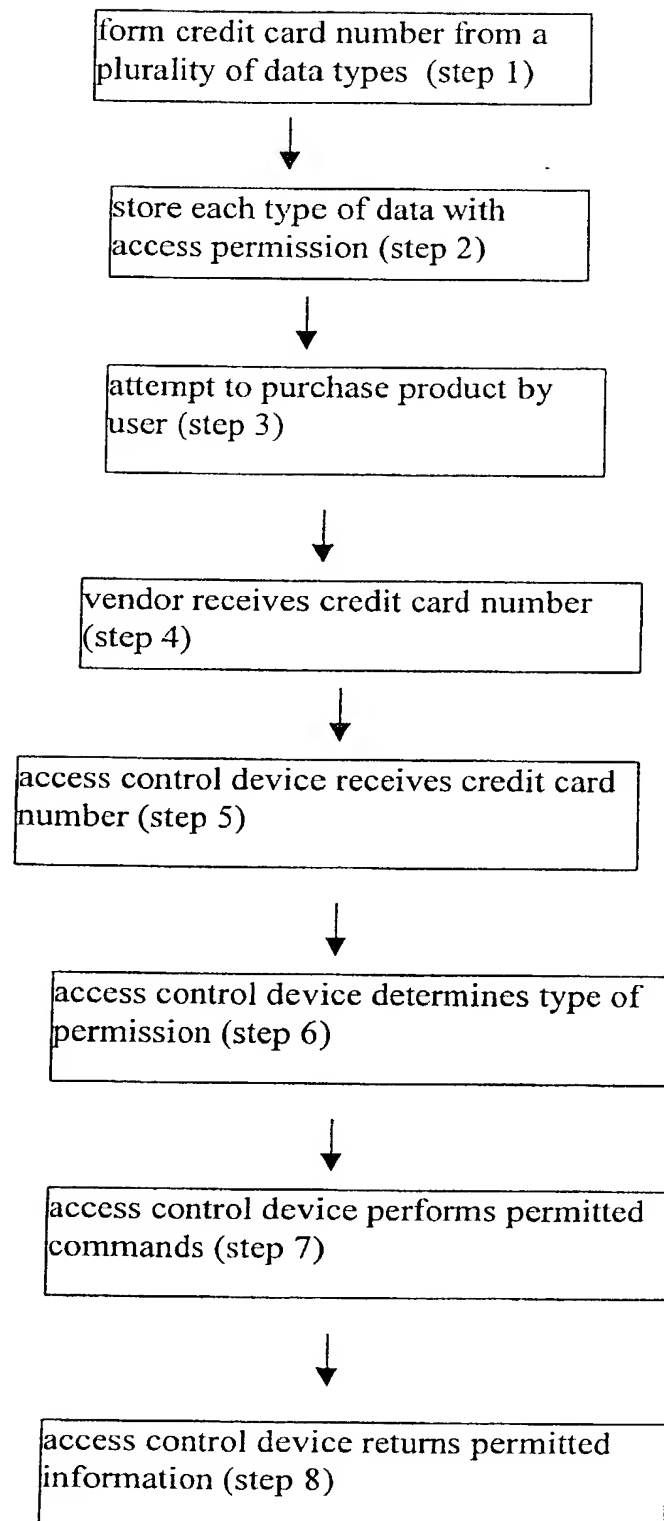 form credit card number from a
plurality of data types (step 1)
store each type of data with
access permission (step 2)
attempt to purchase product by
user (step 3)
vendor receives credit card number
(step 4)
access control device receives credit card
number (step 5)
access control device determines type of
permission (step 6)
access control device performs permitted
commands (step 7)
access control device returns permitted
information (step 8)